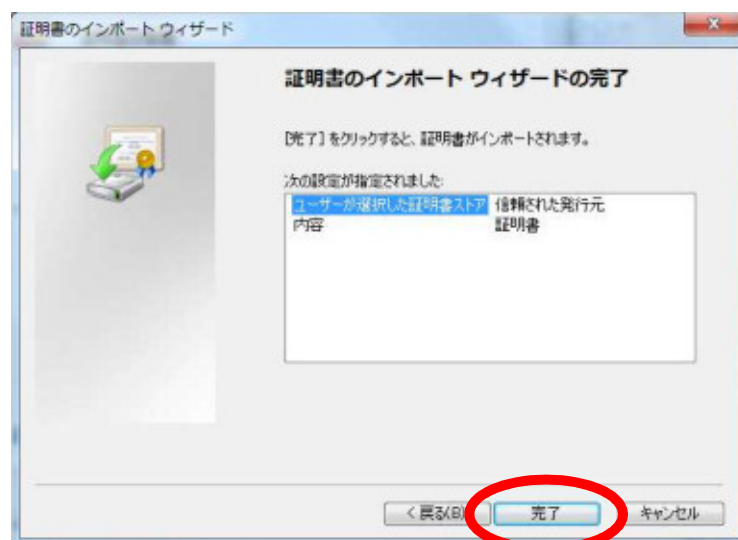 証明書のインポート ウィザード
証明書のインポート ウィザードの完了
[完了] をクリックすると、証明書がインポートされます。
次の設定が指定されました:
ユーザーが選択した証明書ストア 信頼された発行元
内容 証明書
< 戻る(B) 完了 キャンセル